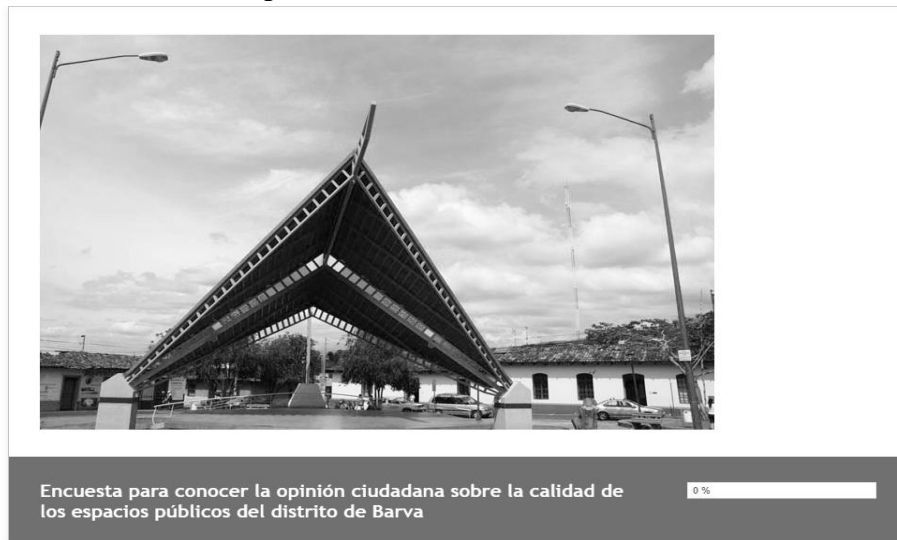 Encuesta para conocer la opinión ciudadana sobre la calidad de
los espacios públicos del distrito de Barva
0 %